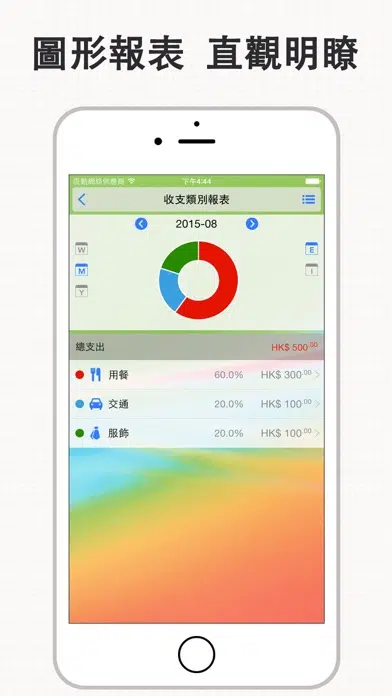 圖形報表 直觀明瞭
流動網絡供應商 下午4:44
收支類別報表
2015-08
W
M
Y
E
I
總支出 HK$ 500.00
用餐 60.0% HK$ 300.00
交通 20.0% HK$ 100.00
服飾 20.0% HK$ 100.00